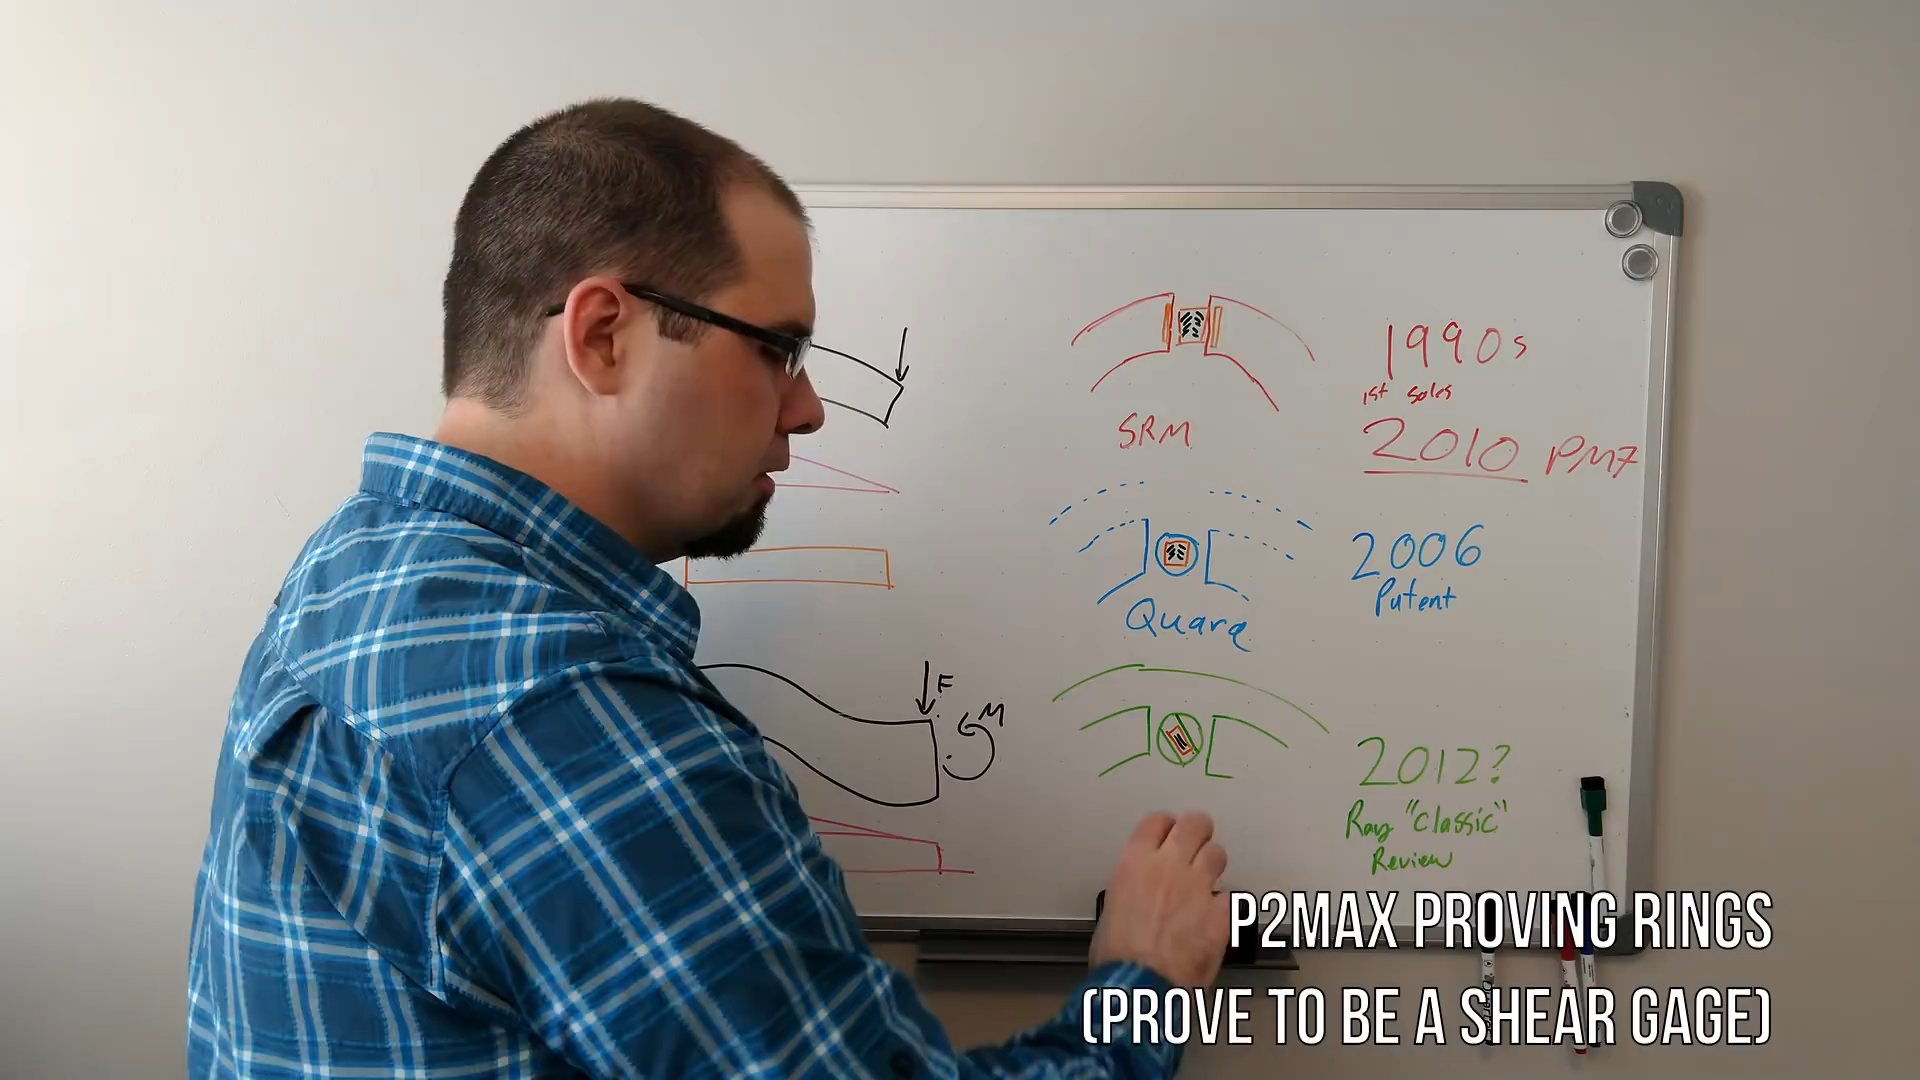 1990s
1st sales
SRM
2010 PM7
2006
Patent
Quarq
F
M
2012?
Ray "Classic"
Review
P2MAX PROVING RINGS
(PROVE TO BE A SHEAR GAGE)